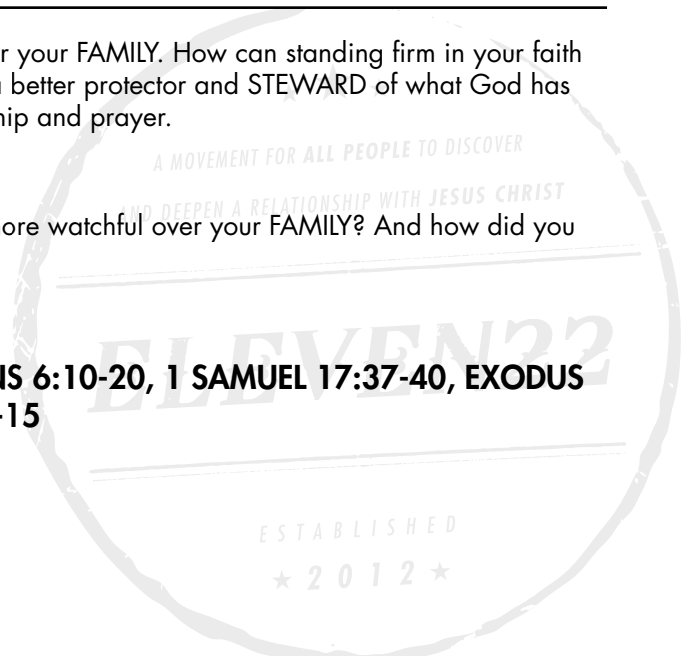 r your FAMILY. How can standing firm in your faith
better protector and STEWARD of what God has
hip and prayer.
A MOVEMENT FOR ALL PEOPLE TO DISCOVER
AND DEEPEN A RELATIONSHIP WITH JESUS CHRIST
ore watchful over your FAMILY? And how did you
ELEVEN22
NS 6:10-20, 1 SAMUEL 17:37-40, EXODUS
-15
ESTABLISHED
★ 2012 ★